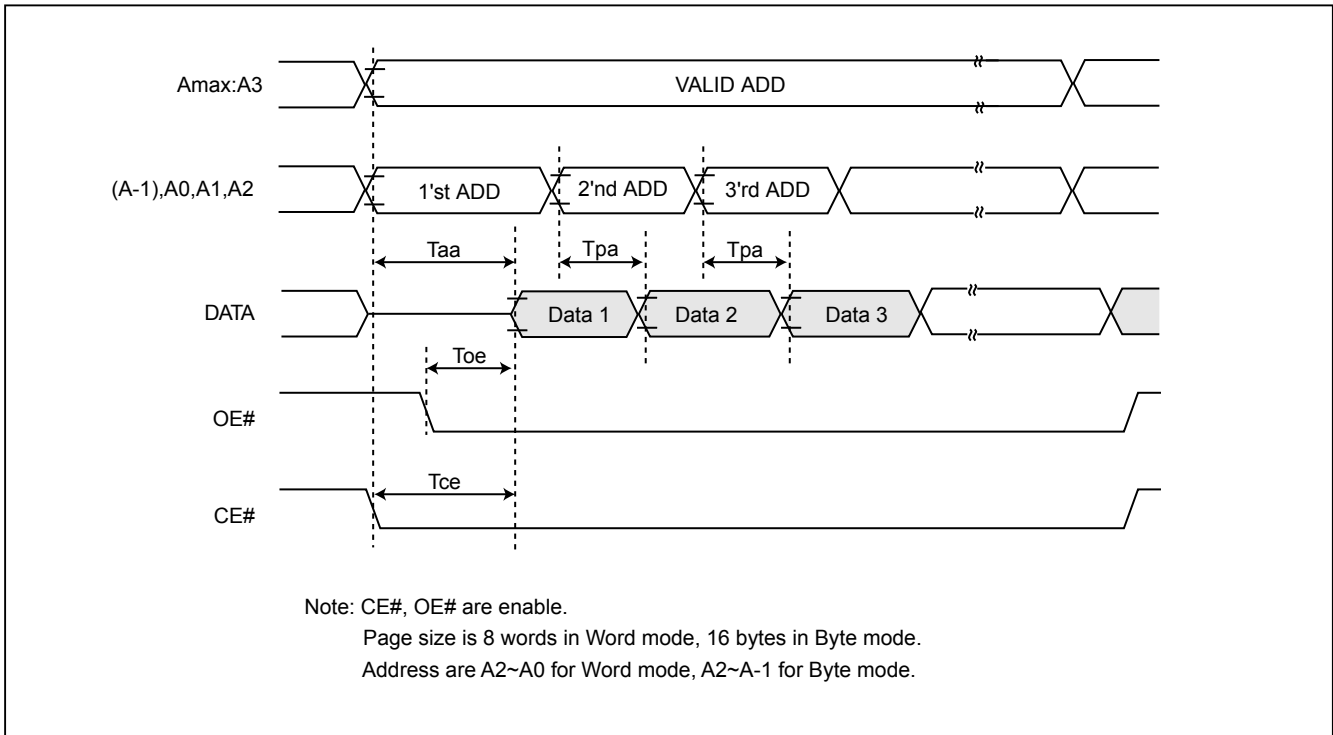 Amax:A3
VALID ADD
(A-1),A0,A1,A2
1'st ADD
2'nd ADD
3'rd ADD
Taa
Tpa
Tpa
DATA
Data 1
Data 2
Data 3
Toe
OE#
Tce
CE#
Note: CE#, OE# are enable.
Page size is 8 words in Word mode, 16 bytes in Byte mode.
Address are A2~A0 for Word mode, A2~A-1 for Byte mode.